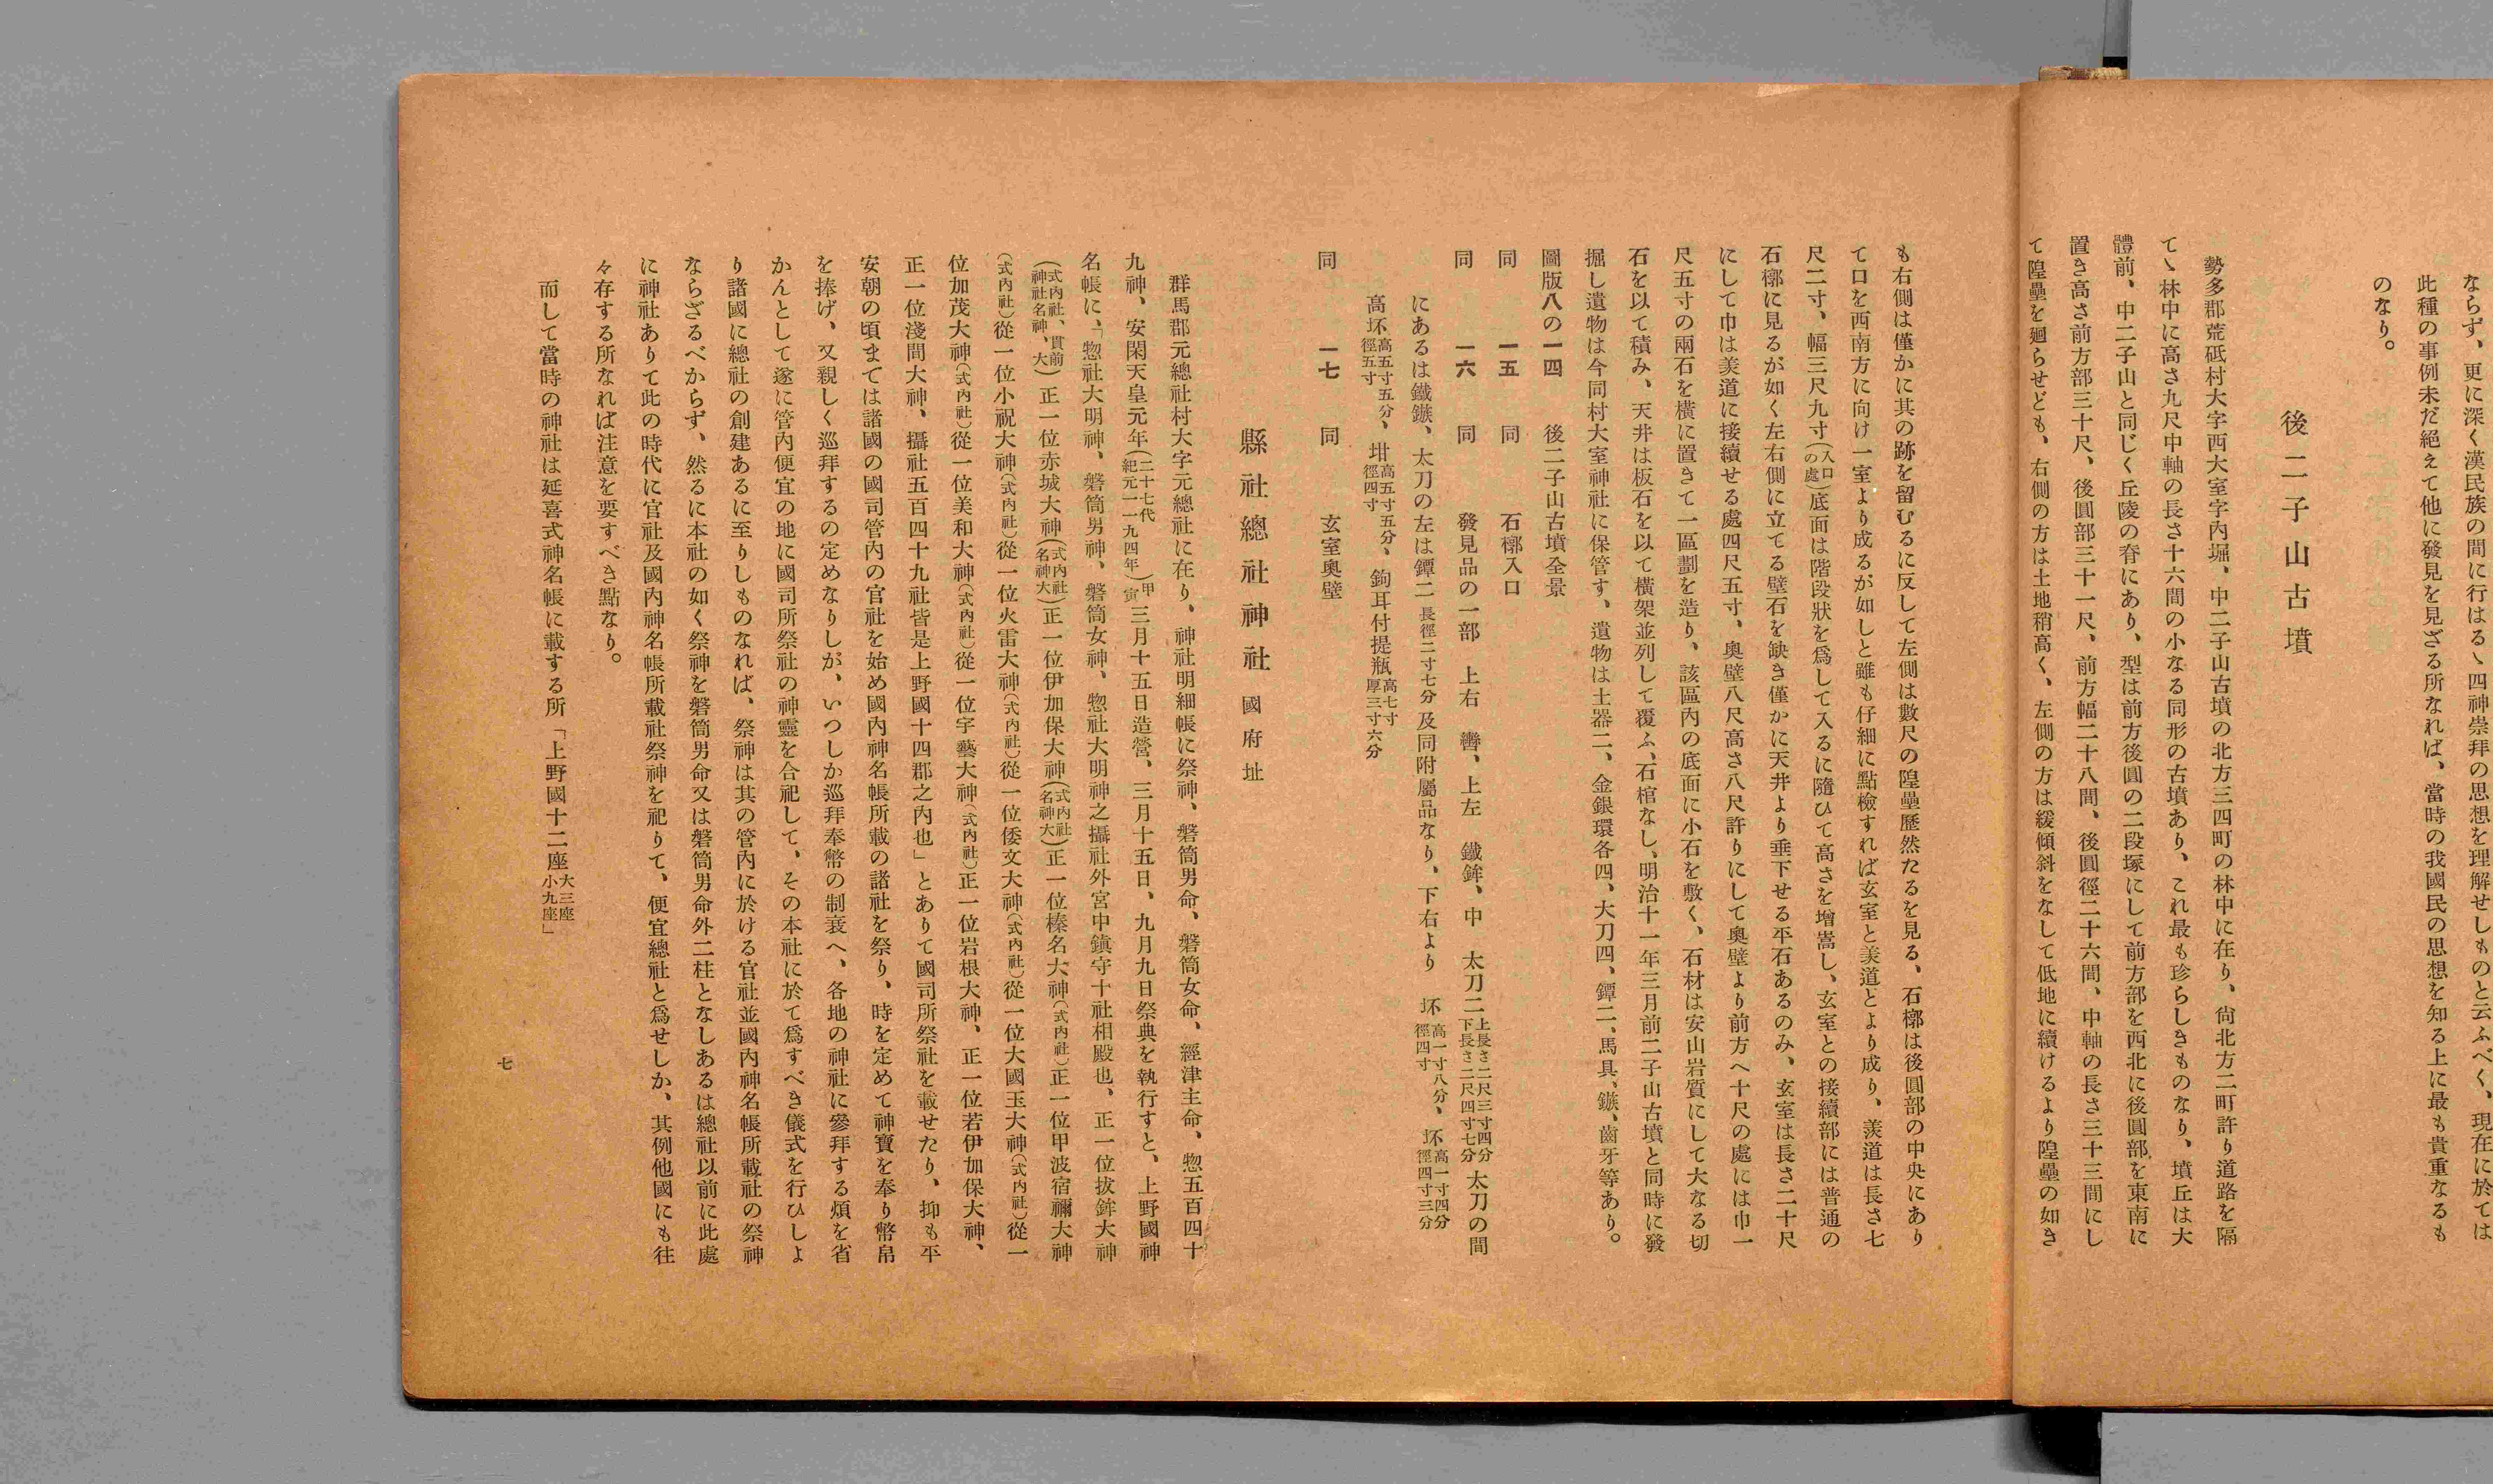 ならず、更に深く漢民族の間に行はるゝ四神崇拜の思想を理解せしものと云ふべく、現在に於ては
此種の事例未だ絕えて他に發見を見ざる所なれば、當時の我國民の思想を知る上に最も貴重なるも
のなり。
後二子山古墳
勢多郡荒砥村大字西大室字內堀、中二子山古墳の北方三四町の林中に在り、尙北方二町許り道路を隔
てゝ林中に高さ九尺中軸の長さ十六間の小なる同形の古墳あり、これ最も珍らしきものなり、墳丘は大
體前、中二子山と同じく丘陵の脊にあり、型は前方後圓の二段塚にして前方部を西北に後圓部を東南に
置き高さ前方部三十尺、後圓部三十一尺、前方幅二十八間、後圓徑二十六間、中軸の長さ三十三間にし
て隍壘を廻らせども、右側の方は土地稍高く、左側の方は緩傾斜をなして低地に續けるより隍壘の如き
も右側は僅かに其の跡を留むるに反して左側は數尺の隍壘歷然たるを見る、石槨は後圓部の中央にあり
て口を西南方に向け一室より成るが如しと雖も仔細に點檢すれば玄室と羨道とより成り、羨道は長さ七
尺二寸、幅三尺九寸(入口の處)底面は階段狀を爲して入るに隨ひて高さを增嵩し、玄室との接續部には普通の
石槨に見るが如く左右側に立てる壁石を缺き僅かに天井より垂下せる平石あるのみ、玄室は長さ二十尺
にして巾は羨道に接續せる處四尺五寸、奧壁八尺高さ八尺許りにして奧壁より前方へ十尺の處には巾一
尺五寸の兩石を橫に置きて一區劃を造り、該區內の底面に小石を敷く、石材は安山岩質にして大なる切
石を以て積み、天井は板石を以て橫架並列して覆ふ、石棺なし、明治十一年三月前二子山古墳と同時に發
掘し遺物は今同村大室神社に保管す、遺物は土器二、金銀環各四、大刀四、鐔二、馬具、鏃、齒牙等あり。
圖版八の一四 後二子山古墳全景
同 一五 同 石槨入口
同 一六 同 發見品の一部 上右 轡、上左 鐵鉾、中 太刀二上長さ二尺三寸四分下長さ二尺四寸七分 太刀の間
にあるは鐵鏃、太刀の左は鐔二長徑二寸七分及同附屬品なり、下右より 坏高一寸八分、徑四寸 坏高一寸四分徑四寸三分
高坏高五寸五分、徑五寸 坩高五寸五分、徑四寸 鉤耳付提瓶高七寸厚三寸六分
同 一七 同 玄室奧壁
縣社總社神社 國府址
群馬郡元總社村大字元總社に在り、神社明細帳に祭神、磐筒男命、磐筒女命、經津主命、惣五百四十
九神、安閑天皇元年(二十七代紀元一一九四年)甲寅三月十五日造營、三月十五日、九月九日祭典を執行すと、上野國神
名帳に、「惣社大明神、磐筒男神、磐筒女神、惣社大明神之攝社外宮中鎭守十社相殿也、正一位拔鉾大神
(式內社、貫前神社名神、大)正一位赤城大神(式內社名神大)正一位伊加保大神(式內社名神大)正一位榛名大神(式內社)正一位甲波宿禰大神
(式內社)從一位小祝大神(式內社)從一位火雷大神(式內社)從一位倭文大神(式內社)從一位大國玉大神(式內社)從一
位加茂大神(式內社)從一位美和大神(式內社)從一位宇藝大神(式內社)正一位岩根大神、正一位若伊加保大神、
正一位淺間大神、攝社五百四十九社皆是上野國十四郡之內也」とありて國司所祭社を載せたり、抑も平
安朝の頃までは諸國の國司管內の官社を始め國內神名帳所載の諸社を祭り、時を定めて神寶を奉り幣帛
を捧げ、又親しく巡拜するの定めなりしが、いつしか巡拜奉幣の制衰へ、各地の神社に參拜する煩を省
かんとして遂に管內便宜の地に國司所祭社の神靈を合祀して、その本社に於て爲すべき儀式を行ひしよ
り諸國に總社の創建あるに至りしものなれば、祭神は其の管內に於ける官社並國內神名帳所載社の祭神
ならざるべからず、然るに本社の如く祭神を磐筒男命又は磐筒男命外二柱となしあるは總社以前に此處
に神社ありて此の時代に官社及國內神名帳所載社祭神を祀りて、便宜總社と爲せしか、其例他國にも往
々存する所なれば注意を要すべき點なり。
而して當時の神社は延喜式神名帳に載する所「上野國十二座大三座小九座」
七